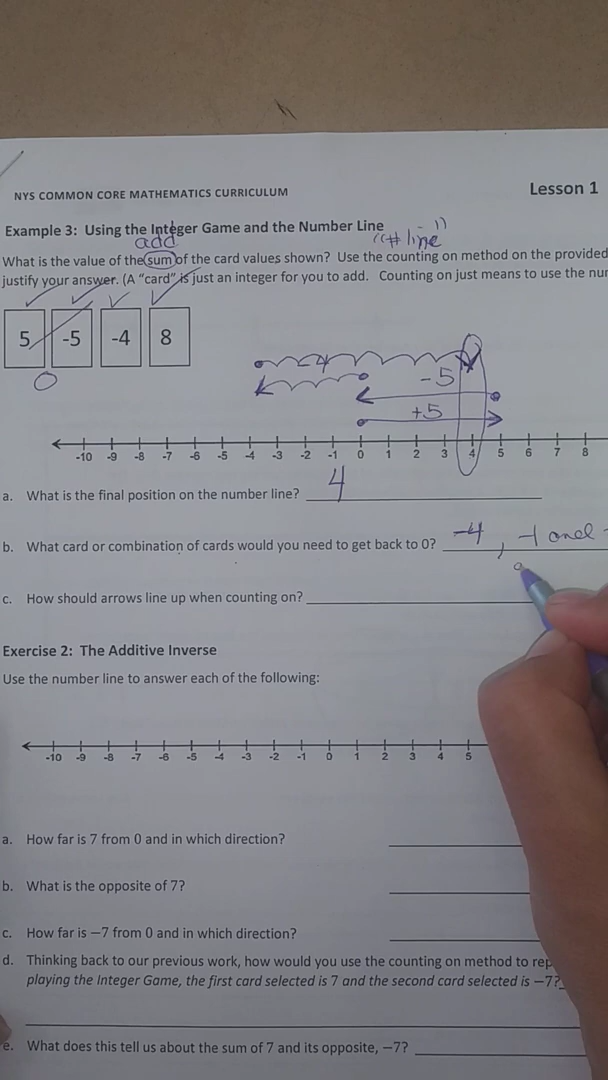 NYS COMMON CORE MATHEMATICS CURRICULUM
Lesson 1
Example 3: Using the Integer Game and the Number Line
add
"# line"
What is the value of the sum of the card values shown? Use the counting on method on the provided
justify your answer. (A "card" is just an integer for you to add. Counting on just means to use the
5 -5 -4 8
0
-4
-5
+5
-10 -9 -8 -7 -6 -5 -4 -3 -2 -1 0 1 2 3 4 5 6 7 8
a. What is the final position on the number line? 4
b. What card or combination of cards would you need to get back to 0? -4, -1 and -
c. How should arrows line up when counting on?
Exercise 2: The Additive Inverse
Use the number line to answer each of the following:
-10 -9 -8 -7 -6 -5 -4 -3 -2 -1 0 1 2 3 4 5
a. How far is 7 from 0 and in which direction?
b. What is the opposite of 7?
c. How far is −7 from 0 and in which direction?
d. Thinking back to our previous work, how would you use the counting on method to
playing the Integer Game, the first card selected is 7 and the second card selected is −7?
e. What does this tell us about the sum of 7 and its opposite, −7?